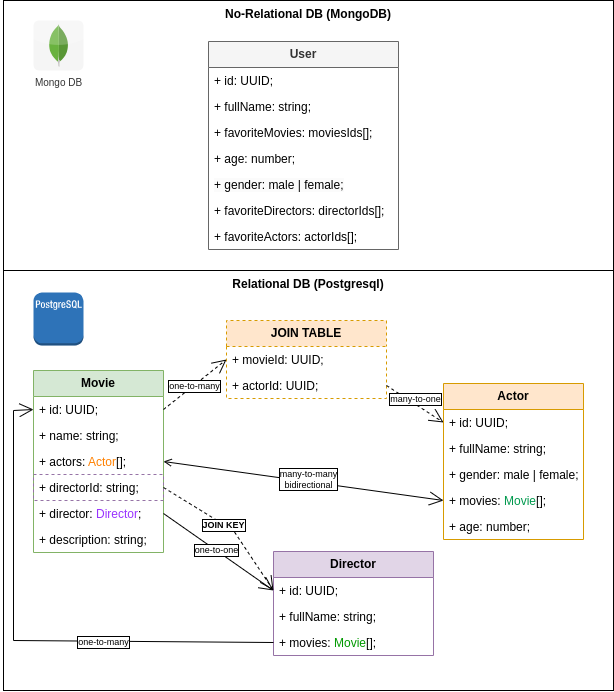 No-Relational DB (MongoDB)
Mongo DB
User
+ id: UUID;
+ fullName: string;
+ favoriteMovies: moviesIds[];
+ age: number;
+ gender: male | female;
+ favoriteDirectors: directorIds[];
+ favoriteActors: actorIds[];
Relational DB (Postgresql)
PostgreSQL
JOIN TABLE
+ movieId: UUID;
+ actorId: UUID;
one-to-many
many-to-one
Movie
+ id: UUID;
+ name: string;
+ actors: Actor[];
+ directorId: string;
+ director: Director;
+ description: string;
Actor
+ id: UUID;
+ fullName: string;
+ gender: male | female;
+ movies: Movie[];
+ age: number;
many-to-many
bidirectional
JOIN KEY
one-to-one
Director
+ id: UUID;
+ fullName: string;
+ movies: Movie[];
one-to-many